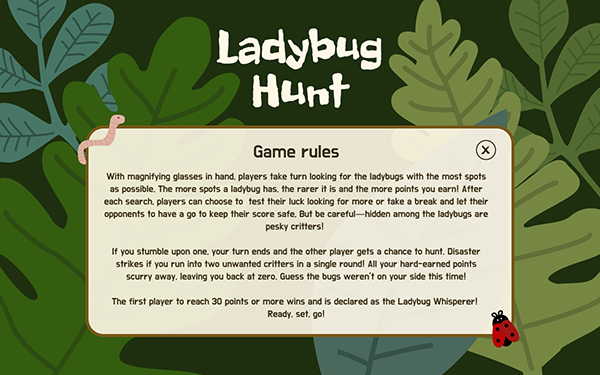 Ladybug
Hunt
Game rules
X
With magnifying glasses in hand, players take turn looking for the ladybugs with the most spots
as possible. The more spots a ladybug has, the rarer it is and the more points you earn! After
each search, players can choose to test their luck looking for more or take a break and let their
opponents to have a go to keep their score safe. But be careful—hidden among the ladybugs are
pesky critters!
If you stumble upon one, your turn ends and the other player gets a chance to hunt. Disaster
strikes if you run into two unwanted critters in a single round! All your hard-earned points
scurry away, leaving you back at zero. Guess the bugs weren't on your side this time!
The first player to reach 30 points or more wins and is declared as the Ladybug Whisperer!
Ready, set, go!